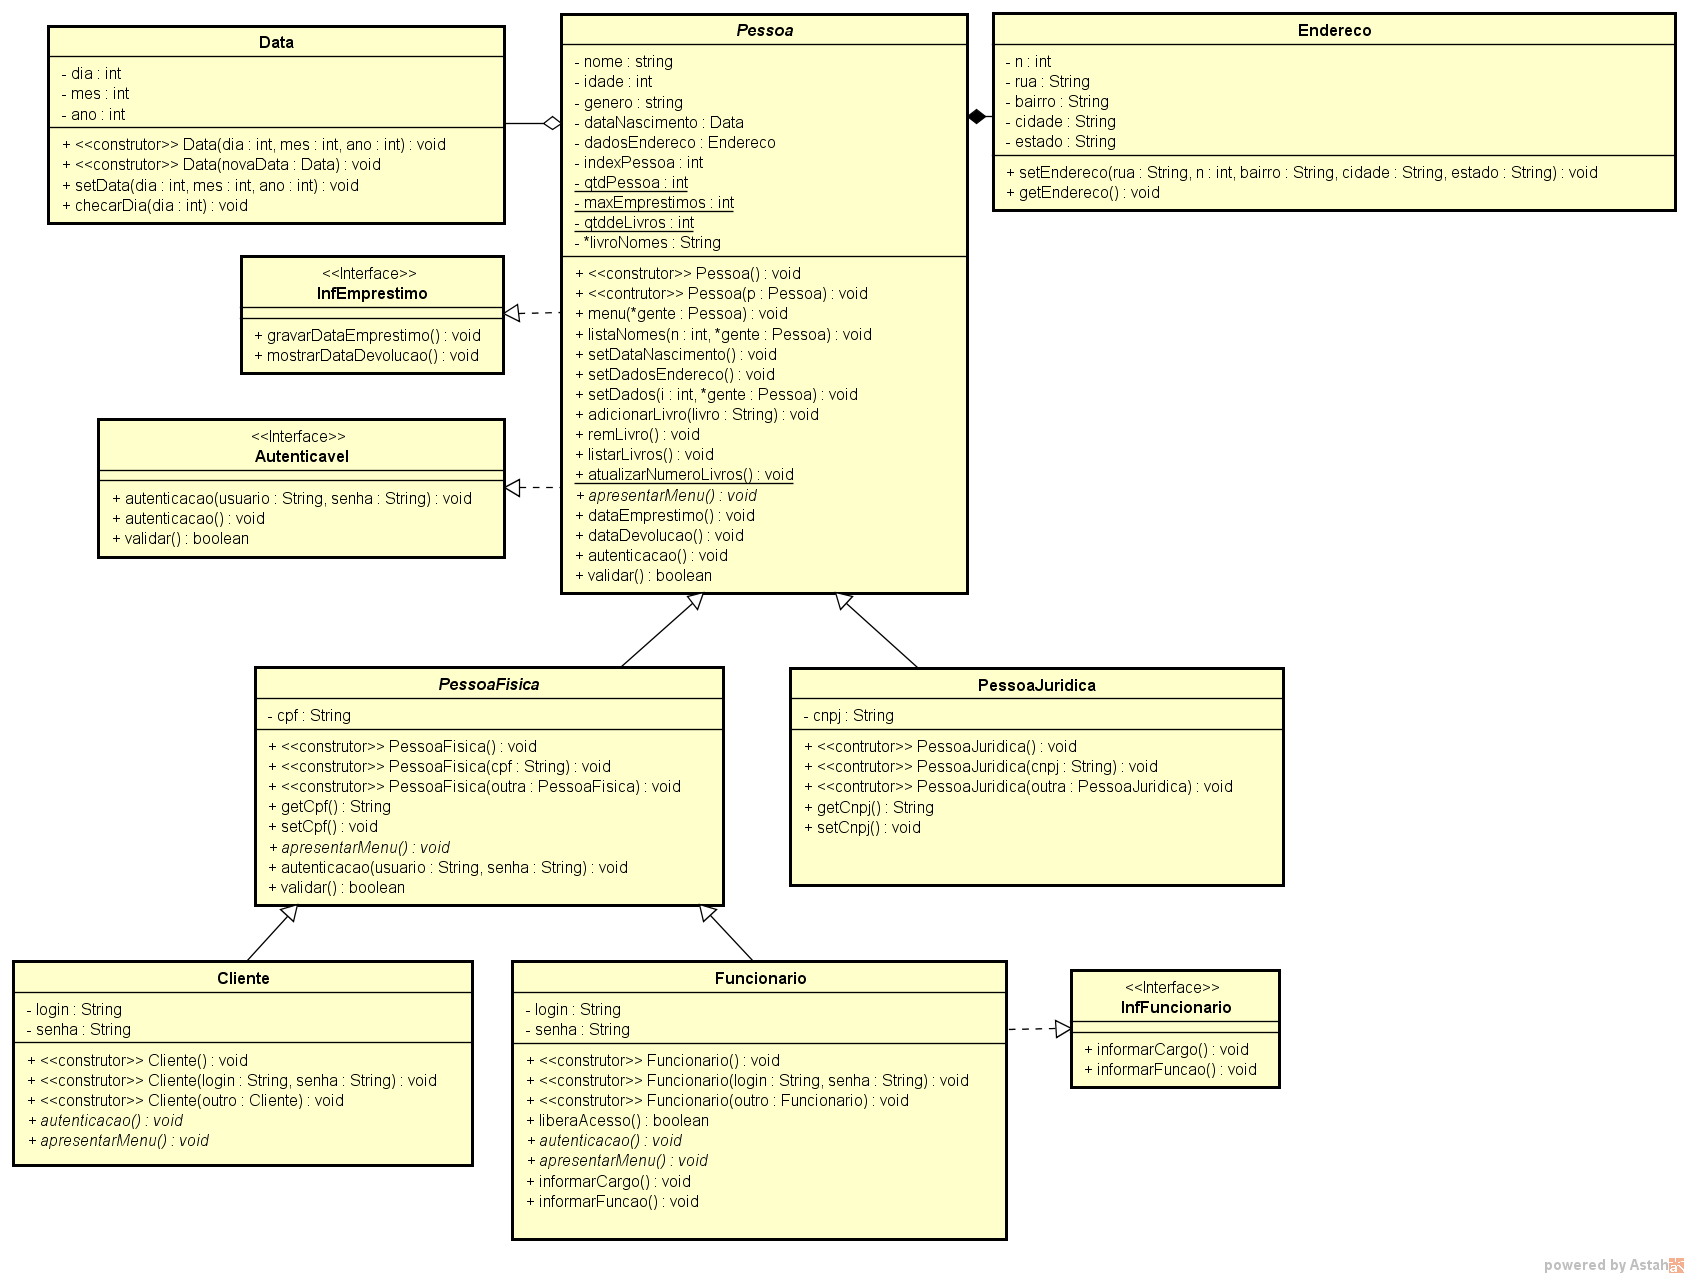 Data
- dia : int
- mes : int
- ano : int
+ <<construtor>> Data(dia : int, mes : int, ano : int) : void
+ <<construtor>> Data(novaData : Data) : void
+ setData(dia : int, mes : int, ano : int) : void
+ checarDia(dia : int) : void
Pessoa
- nome : string
- idade : int
- genero : string
- dataNascimento : Data
- dadosEndereco : Endereco
- indexPessoa : int
- qtdPessoa : int
- maxEmprestimos : int
- qtddeLivros : int
- *livroNomes : String
+ <<construtor>> Pessoa() : void
+ <<contrutor>> Pessoa(p : Pessoa) : void
+ menu(*gente : Pessoa) : void
+ listaNomes(n : int, *gente : Pessoa) : void
+ setDataNascimento() : void
+ setDadosEndereco() : void
+ setDados(i : int, *gente : Pessoa) : void
+ adicionarLivro(livro : String) : void
+ remLivro() : void
+ listarLivros() : void
+ atualizarNumeroLivros() : void
+ apresentarMenu() : void
+ dataEmprestimo() : void
+ dataDevolucao() : void
+ autenticacao() : void
+ validar() : boolean
Endereco
- n : int
- rua : String
- bairro : String
- cidade : String
- estado : String
+ setEndereco(rua : String, n : int, bairro : String, cidade : String, estado : String) : void
+ getEndereco() : void
<<Interface>>
InfEmprestimo
+ gravarDataEmprestimo() : void
+ mostrarDataDevolucao() : void
<<Interface>>
Autenticavel
+ autenticacao(usuario : String, senha : String) : void
+ autenticacao() : void
+ validar() : boolean
PessoaFisica
- cpf : String
+ <<construtor>> PessoaFisica() : void
+ <<construtor>> PessoaFisica(cpf : String) : void
+ <<construtor>> PessoaFisica(outra : PessoaFisica) : void
+ getCpf() : String
+ setCpf() : void
+ apresentarMenu() : void
+ autenticacao(usuario : String, senha : String) : void
+ validar() : boolean
PessoaJuridica
- cnpj : String
+ <<contrutor>> PessoaJuridica() : void
+ <<contrutor>> PessoaJuridica(cnpj : String) : void
+ <<contrutor>> PessoaJuridica(outra : PessoaJuridica) : void
+ getCnpj() : String
+ setCnpj() : void
Cliente
- login : String
- senha : String
+ <<construtor>> Cliente() : void
+ <<construtor>> Cliente(login : String, senha : String) : void
+ <<construtor>> Cliente(outro : Cliente) : void
+ autenticacao() : void
+ apresentarMenu() : void
Funcionario
- login : String
- senha : String
+ <<construtor>> Funcionario() : void
+ <<construtor>> Funcionario(login : String, senha : String) : void
+ <<construtor>> Funcionario(outro : Funcionario) : void
+ liberaAcesso() : boolean
+ autenticacao() : void
+ apresentarMenu() : void
+ informarCargo() : void
+ informarFuncao() : void
<<Interface>>
InfFuncionario
+ informarCargo() : void
+ informarFuncao() : void
powered by Astah